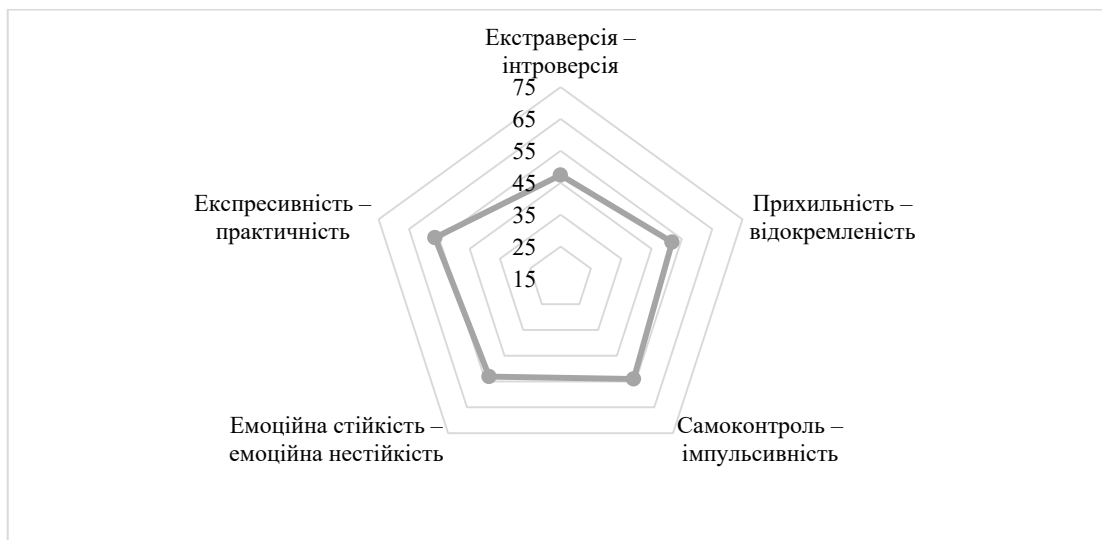 Екстраверсія –
інтроверсія
75
65
55
45
35
25
15
Прихильність –
відокремленість
Самоконтроль –
імпульсивність
Емоційна стійкість –
емоційна нестійкість
Експресивність –
практичність